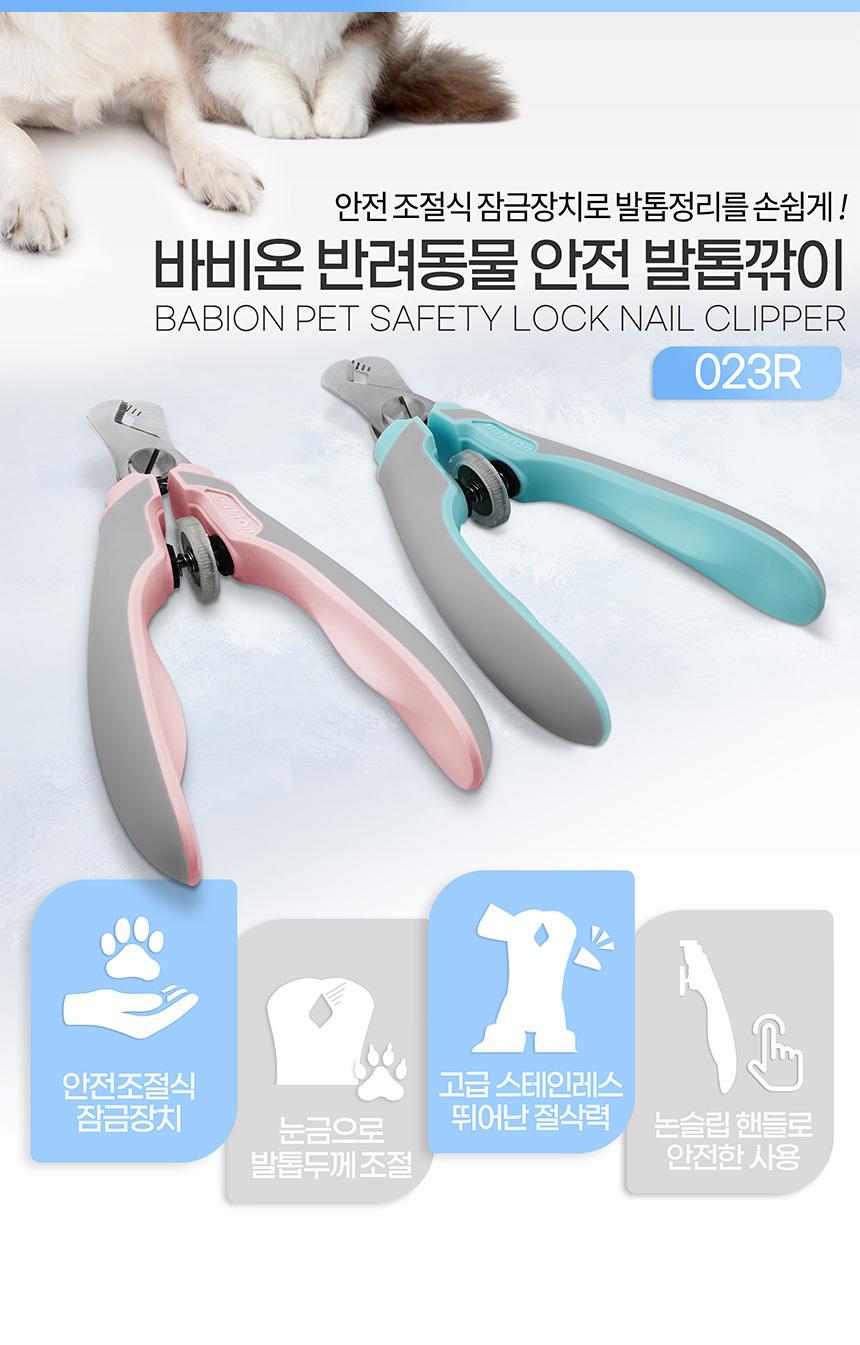 안전 조절식 잠금장치로 발톱정리를 손쉽게!
바비온 반려동물 안전 발톱깎이
BABION PET SAFETY LOCK NAIL CLIPPER
023R
안전조절식
잠금장치
눈금으로
발톱두께 조절
고급 스테인레스
뛰어난 절삭력
논슬립 핸들로
안전한 사용